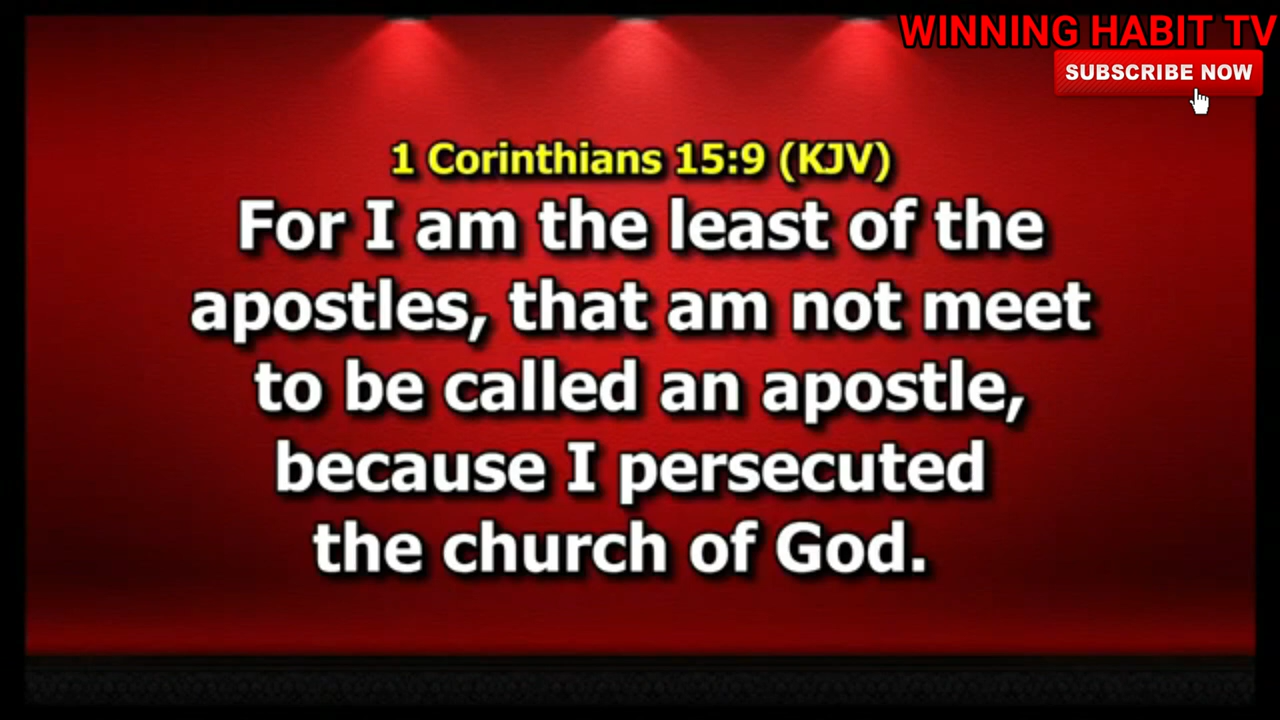 WINNING HABIT TV
SUBSCRIBE NOW
1 Corinthians 15:9 (KJV)
For I am the least of the
apostles, that am not meet
to be called an apostle,
because I persecuted
the church of God.